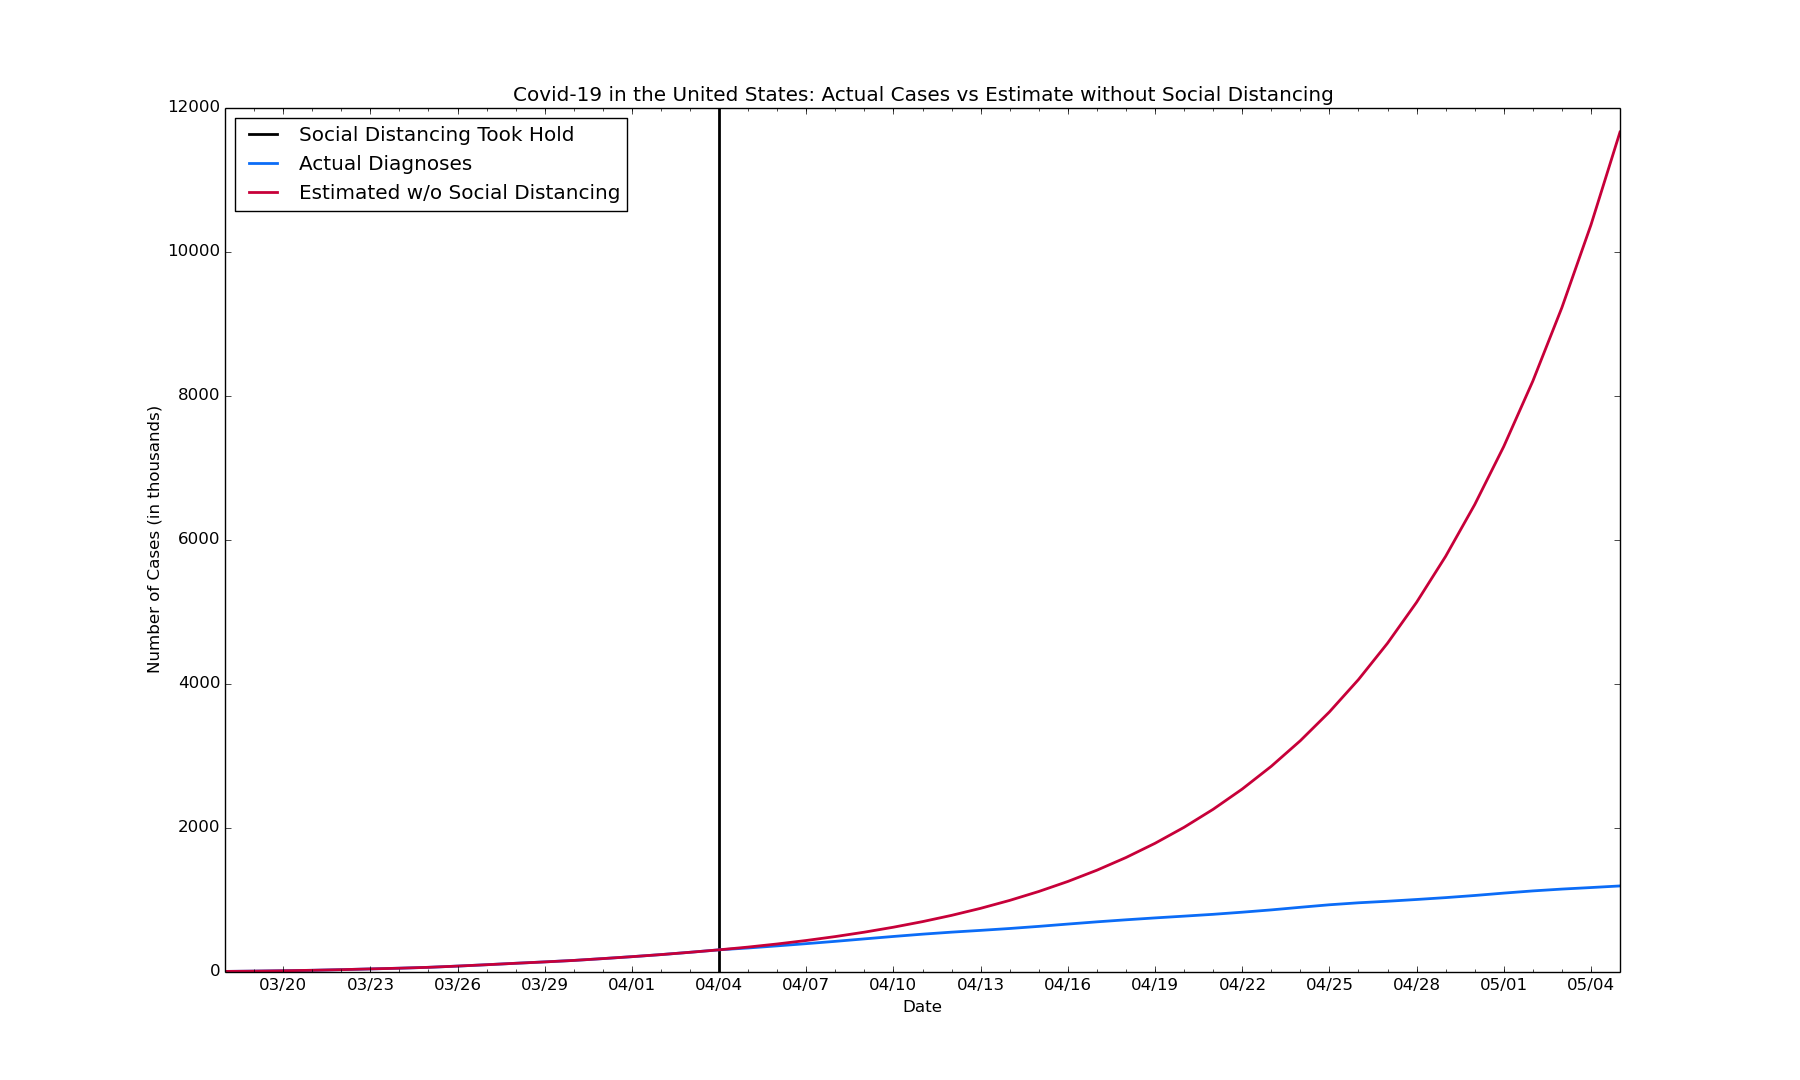 Covid-19 in the United States: Actual Cases vs Estimate without Social Distancing
Social Distancing Took Hold
Actual Diagnoses
Estimated w/o Social Distancing
Number of Cases (in thousands)
12000
10000
8000
6000
4000
2000
0
03/20 03/23 03/26 03/29 04/01 04/04 04/07 04/10 04/13 04/16 04/19 04/22 04/25 04/28 05/01 05/04
Date